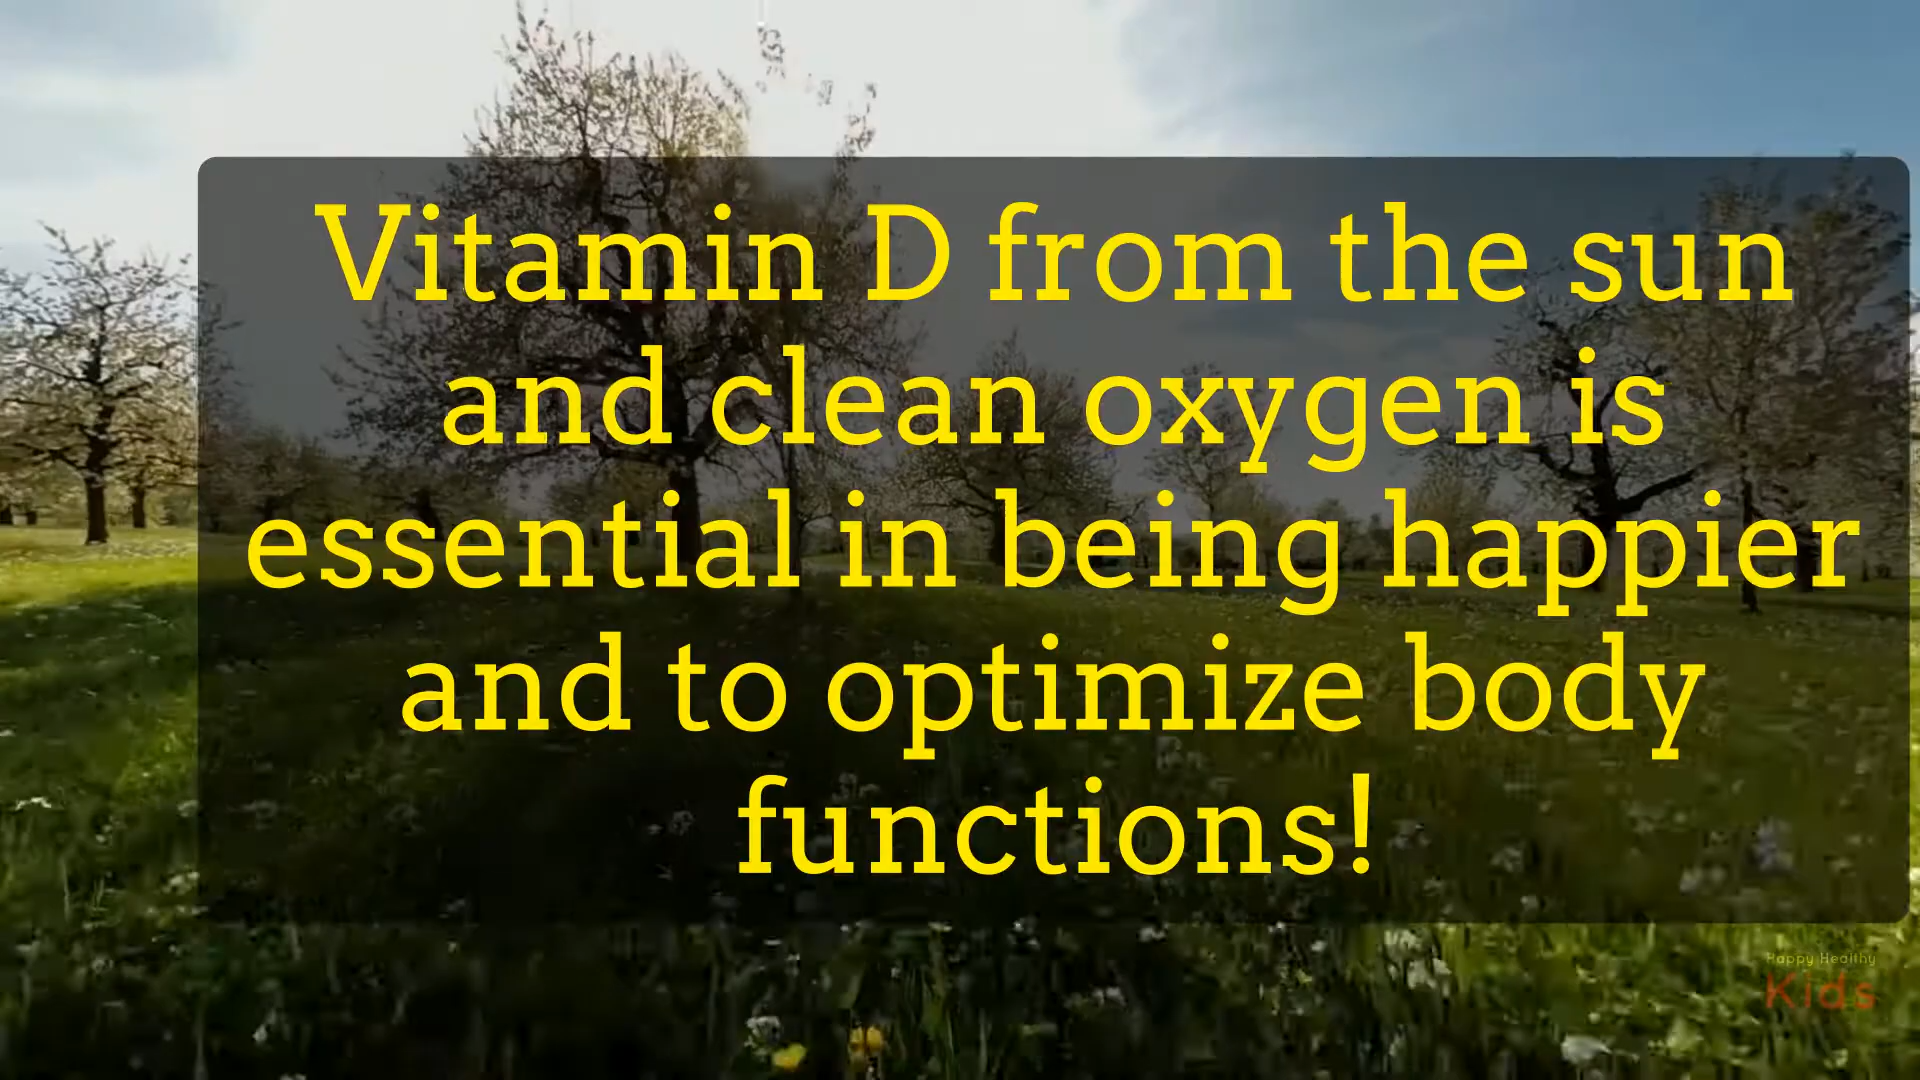 Vitamin D from the sun
and clean oxygen is
essential in being happier
and to optimize body
functions!
Happy Healthy
Kids